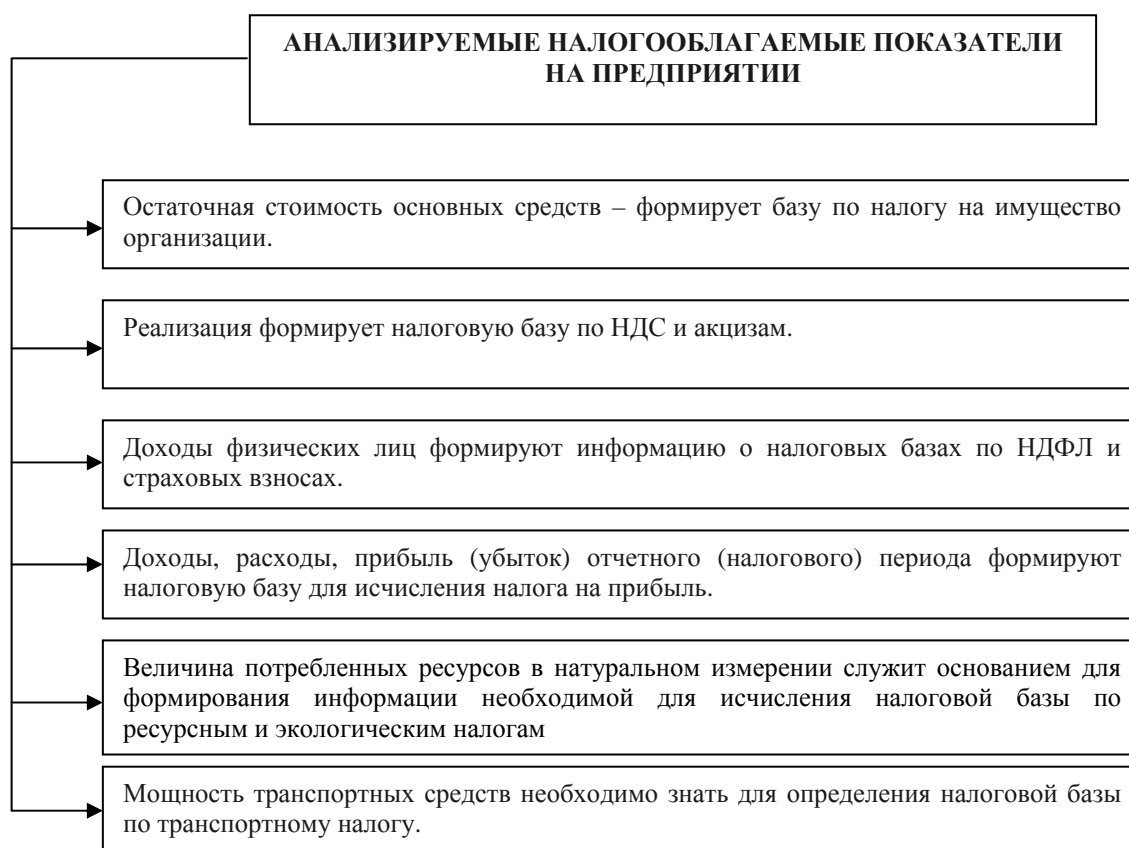 АНАЛИЗИРУЕМЫЕ НАЛОГООБЛАГАЕМЫЕ ПОКАЗАТЕЛИ
НА ПРЕДПРИЯТИИ
Остаточная стоимость основных средств – формирует базу по налогу на имущество
организации.
Реализация формирует налоговую базу по НДС и акцизам.
Доходы физических лиц формируют информацию о налоговых базах по НДФЛ и
страховых взносах.
Доходы, расходы, прибыль (убыток) отчетного (налогового) периода формируют
налоговую базу для исчисления налога на прибыль.
Величина потребленных ресурсов в натуральном измерении служит основанием для
формирования информации необходимой для исчисления налоговой базы по
ресурсным и экологическим налогам
Мощность транспортных средств необходимо знать для определения налоговой базы
по транспортному налогу.